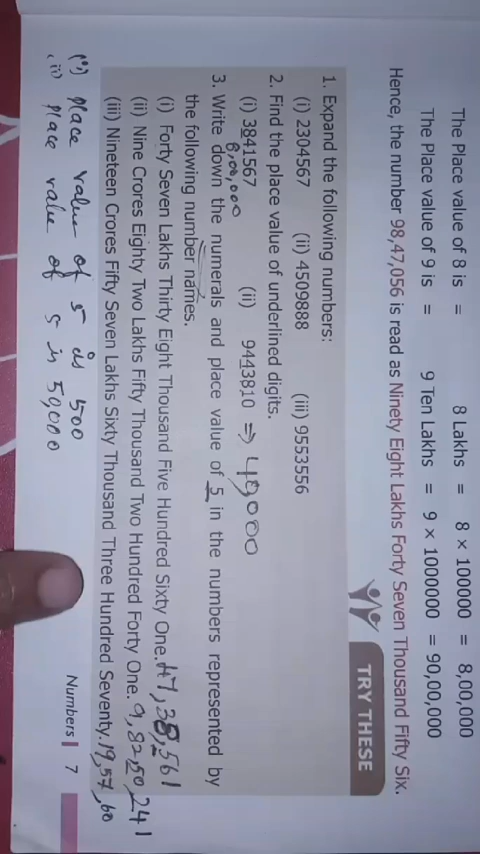 The Place value of 8 is = 8 Lakhs = 8 × 100000 = 8,00,000
The Place value of 9 is = 9 Ten Lakhs = 9 × 1000000 = 90,00,000
Hence, the number 98,47,056 is read as Ninety Eight Lakhs Forty Seven Thousand Fifty Six.
TRY THESE
1. Expand the following numbers:
(i) 2304567 (ii) 4509888 (iii) 9553556
2. Find the place value of underlined digits.
(i) 3841567 (ii) 9443810 ⇒ 40,000
8,00,000
3. Write down the numerals and place value of 5 in the numbers represented by
the following number names.
(i) Forty Seven Lakhs Thirty Eight Thousand Five Hundred Sixty One. 47,38,561
(ii) Nine Crores Eighty Two Lakhs Fifty Thousand Two Hundred Forty One. 9,82,50,241
(iii) Nineteen Crores Fifty Seven Lakhs Sixty Thousand Three Hundred Seventy. 19,57,60
(i) place value of 5 is 500
(ii) place value of 5 is 50,000
Numbers 7